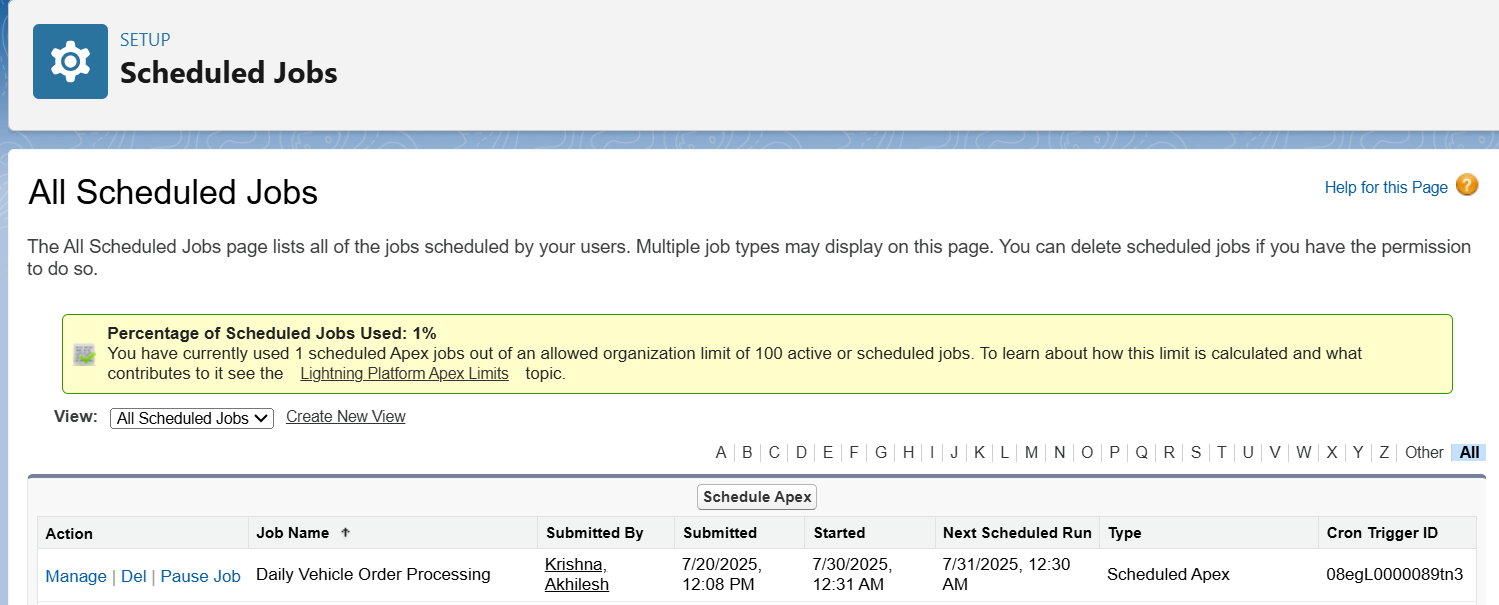 SETUP
Scheduled Jobs
All Scheduled Jobs
Help for this Page ?
The All Scheduled Jobs page lists all of the jobs scheduled by your users. Multiple job types may display on this page. You can delete scheduled jobs if you have the permission
to do so.
Percentage of Scheduled Jobs Used: 1%
You have currently used 1 scheduled Apex jobs out of an allowed organization limit of 100 active or scheduled jobs. To learn about how this limit is calculated and what
contributes to it see the Lightning Platform Apex Limits topic.
View: All Scheduled Jobs Create New View
A | B | C | D | E | F | G | H | I | J | K | L | M | N | O | P | Q | R | S | T | U | V | W | X | Y | Z | Other | All
Schedule Apex
Action Job Name ↑ Submitted By Submitted Started Next Scheduled Run Type Cron Trigger ID
Manage | Del | Pause Job Daily Vehicle Order Processing Krishna, 7/20/2025, 7/30/2025, 7/31/2025, 12:30 Scheduled Apex 08egL0000089tn3
Akhilesh 12:08 PM 12:31 AM AM